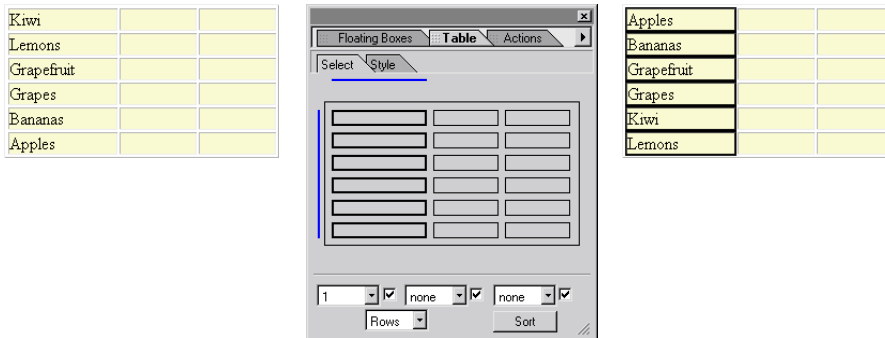 Kiwi
Lemons
Grapefruit
Grapes
Bananas
Apples
Floating Boxes Table Actions
Select Style
1 none none
Rows Sort
Apples
Bananas
Grapefruit
Grapes
Kiwi
Lemons